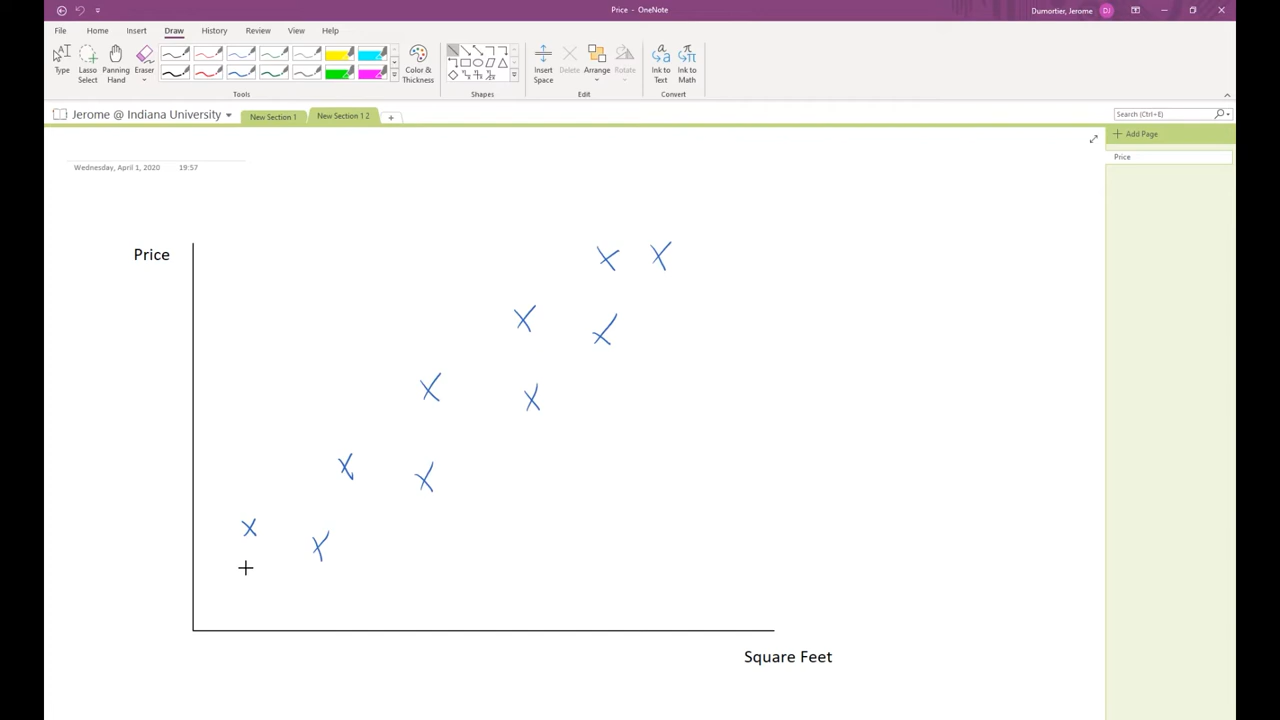 Price - OneNote
Dumortier, Jerome DJ
File Home Insert Draw History Review View Help
Type
Lasso Select
Panning Hand
Eraser
Color & Thickness
Insert Space
Delete
Arrange
Rotate
Ink to Text
Ink to Math
Tools
Shapes
Edit
Convert
Jerome @ Indiana University
New Section 1
New Section 1 2
Search (Ctrl+E)
Add Page
Price
Wednesday, April 1, 2020 19:57
Price
Square Feet